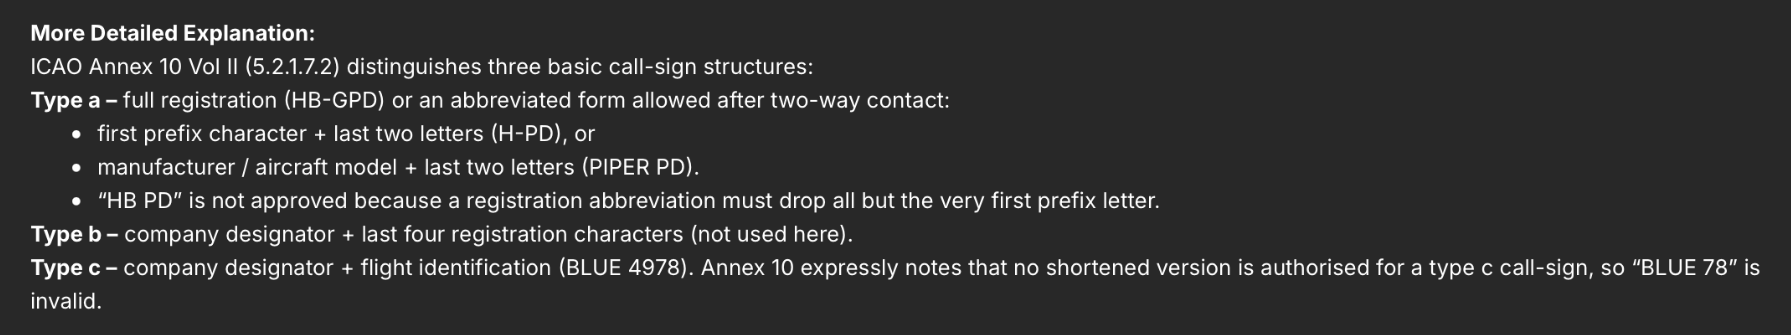 More Detailed Explanation:
ICAO Annex 10 Vol II (5.2.1.7.2) distinguishes three basic call-sign structures:
Type a – full registration (HB-GPD) or an abbreviated form allowed after two-way contact:
• first prefix character + last two letters (H-PD), or
• manufacturer / aircraft model + last two letters (PIPER PD).
• “HB PD” is not approved because a registration abbreviation must drop all but the very first prefix letter.
Type b – company designator + last four registration characters (not used here).
Type c – company designator + flight identification (BLUE 4978). Annex 10 expressly notes that no shortened version is authorised for a type c call-sign, so “BLUE 78” is
invalid.